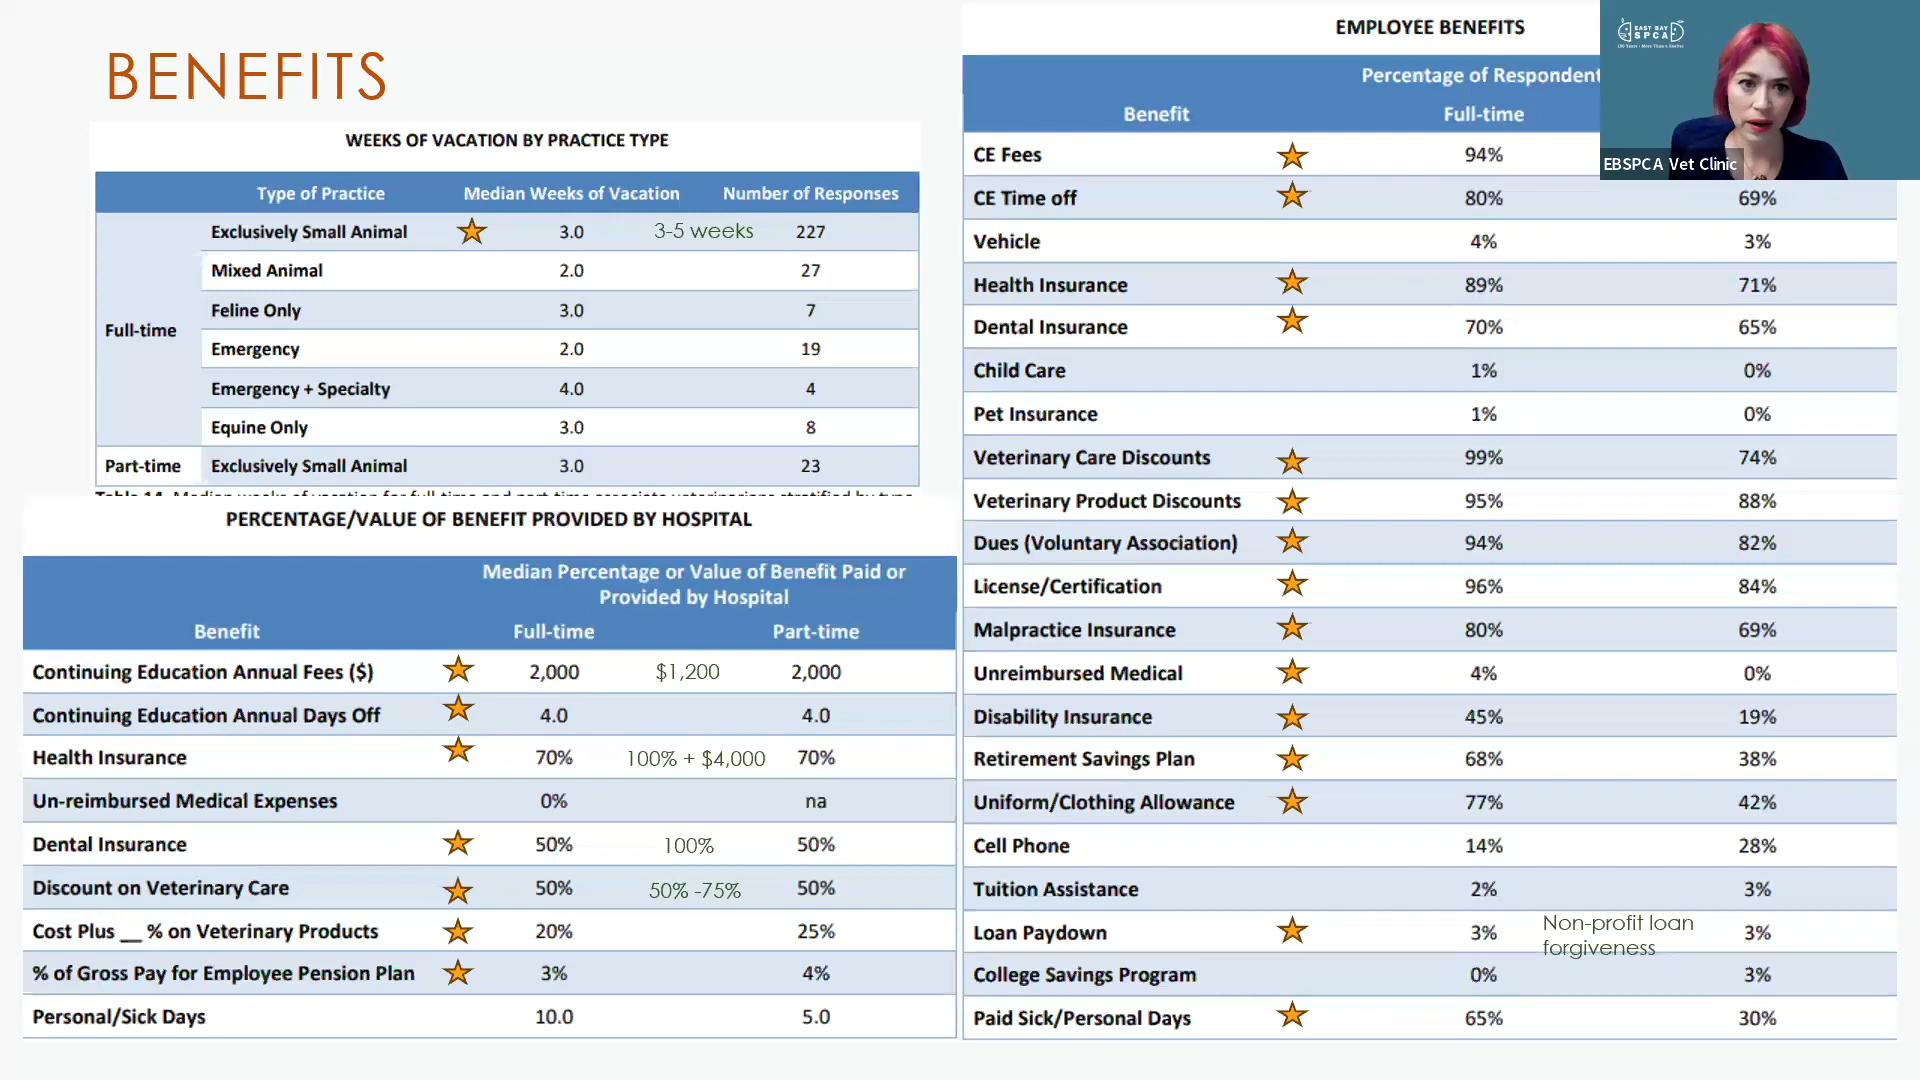 BENEFITS
WEEKS OF VACATION BY PRACTICE TYPE
Type of Practice Median Weeks of Vacation Number of Responses
Full-time
Exclusively Small Animal 3.0 3-5 weeks 227
Mixed Animal 2.0 27
Feline Only 3.0 7
Emergency 2.0 19
Emergency + Specialty 4.0 4
Equine Only 3.0 8
Part-time Exclusively Small Animal 3.0 23
PERCENTAGE/VALUE OF BENEFIT PROVIDED BY HOSPITAL
Median Percentage or Value of Benefit Paid or
Provided by Hospital
Benefit Full-time Part-time
Continuing Education Annual Fees ($) 2,000 $1,200 2,000
Continuing Education Annual Days Off 4.0 4.0
Health Insurance 70% 100% + $4,000 70%
Un-reimbursed Medical Expenses 0% na
Dental Insurance 50% 100% 50%
Discount on Veterinary Care 50% 50% -75% 50%
Cost Plus __ % on Veterinary Products 20% 25%
% of Gross Pay for Employee Pension Plan 3% 4%
Personal/Sick Days 10.0 5.0
EMPLOYEE BENEFITS
Percentage of Respondent
Benefit Full-time
CE Fees 94%
CE Time off 80% 69%
Vehicle 4% 3%
Health Insurance 89% 71%
Dental Insurance 70% 65%
Child Care 1% 0%
Pet Insurance 1% 0%
Veterinary Care Discounts 99% 74%
Veterinary Product Discounts 95% 88%
Dues (Voluntary Association) 94% 82%
License/Certification 96% 84%
Malpractice Insurance 80% 69%
Unreimbursed Medical 4% 0%
Disability Insurance 45% 19%
Retirement Savings Plan 68% 38%
Uniform/Clothing Allowance 77% 42%
Cell Phone 14% 28%
Tuition Assistance 2% 3%
Loan Paydown 3% Non-profit loan 3%
forgiveness
College Savings Program 0% 3%
Paid Sick/Personal Days 65% 30%
EAST BAY
SPCA
EBSPCA Vet Clinic